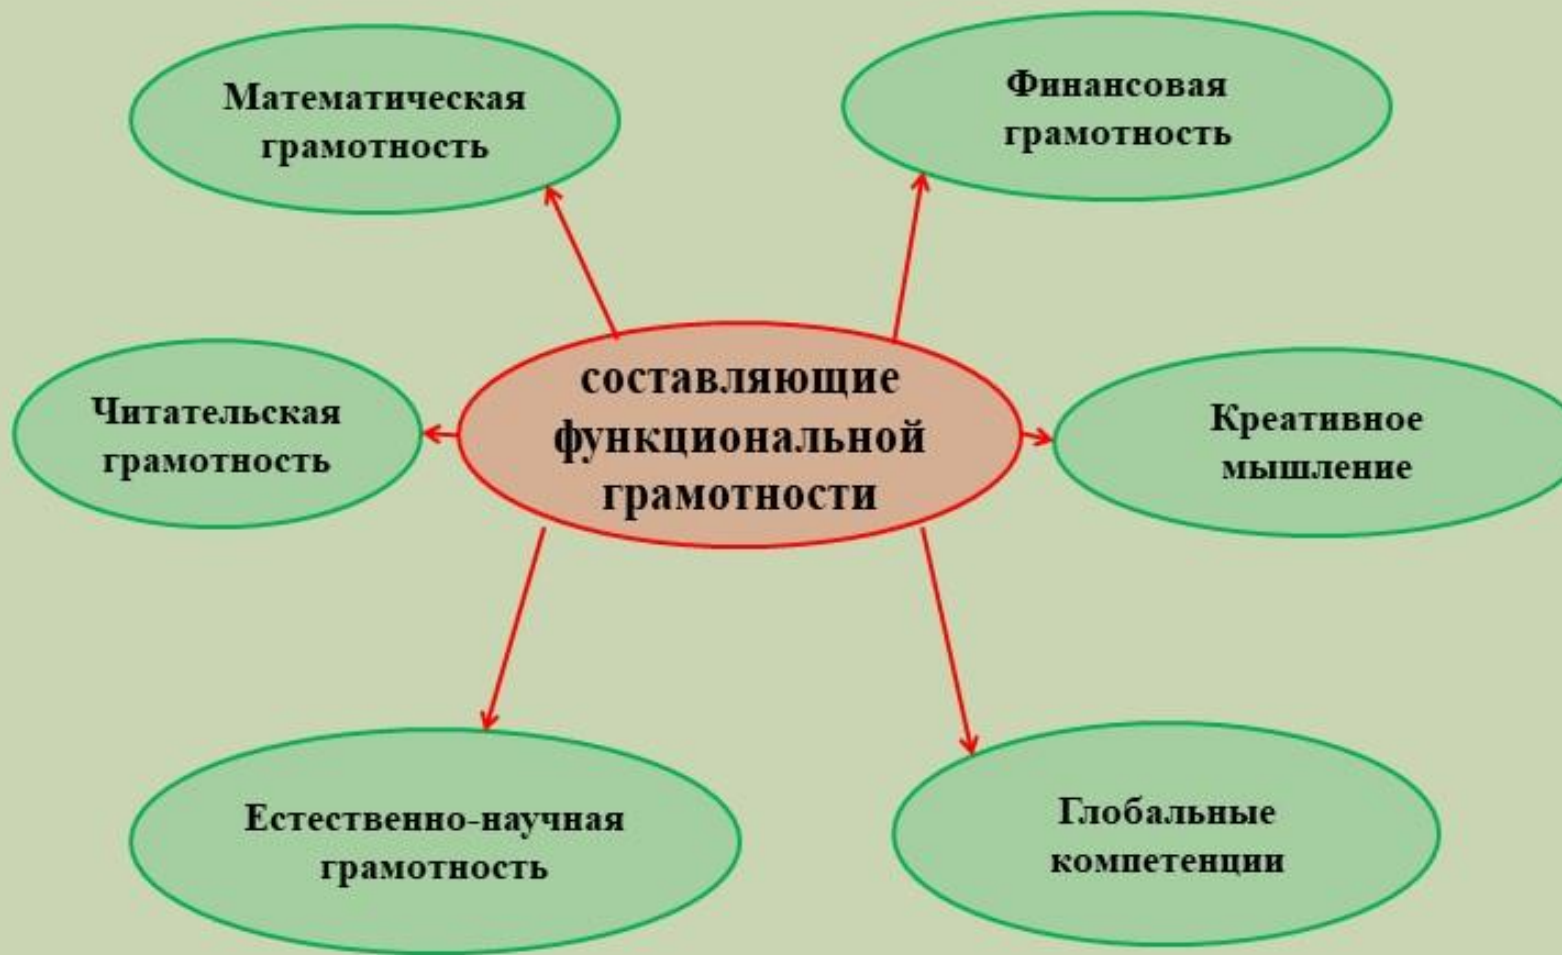 Математическая
грамотность
Финансовая
грамотность
составляющие
функциональной
грамотности
Читательская
грамотность
Креативное
мышление
Естественно-научная
грамотность
Глобальные
компетенции